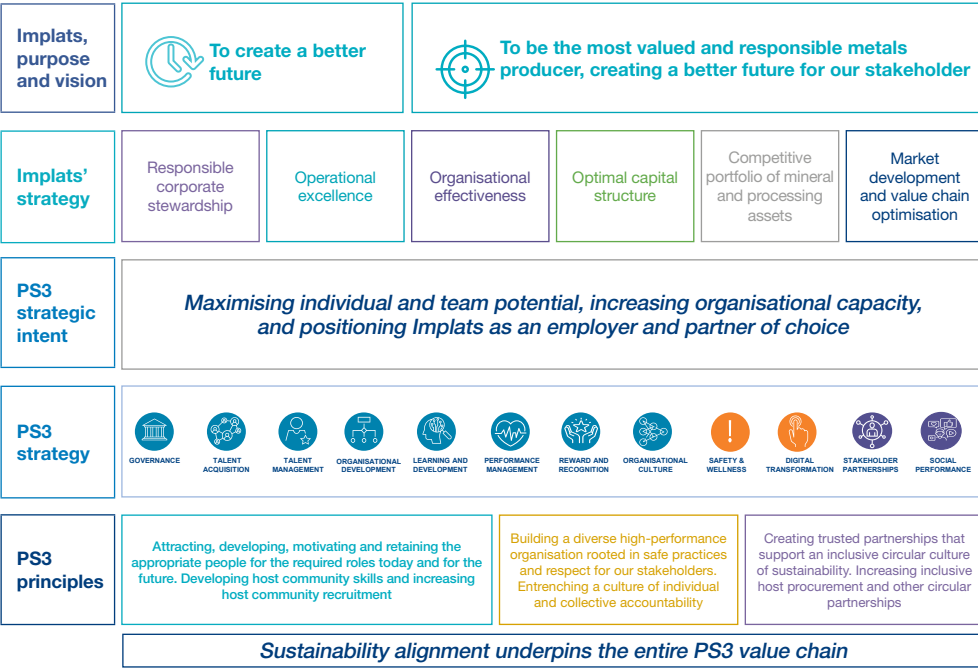 Implats,
purpose
and vision
To create a better
future
To be the most valued and responsible metals
producer, creating a better future for our stakeholder
Implats’
strategy
Responsible
corporate
stewardship
Operational
excellence
Organisational
effectiveness
Optimal capital
structure
Competitive
portfolio of mineral
and processing
assets
Market
development
and value chain
optimisation
PS3
strategic
intent
Maximising individual and team potential, increasing organisational capacity,
and positioning Implats as an employer and partner of choice
PS3
strategy
GOVERNANCE
TALENT
ACQUISITION
TALENT
MANAGEMENT
ORGANISATIONAL
DEVELOPMENT
LEARNING AND
DEVELOPMENT
PERFORMANCE
MANAGEMENT
REWARD AND
RECOGNITION
ORGANISATIONAL
CULTURE
SAFETY &
WELLNESS
DIGITAL
TRANSFORMATION
STAKEHOLDER
PARTNERSHIPS
SOCIAL
PERFORMANCE
PS3
principles
Attracting, developing, motivating and retaining the
appropriate people for the required roles today and for the
future. Developing host community skills and increasing
host community recruitment
Building a diverse high-performance
organisation rooted in safe practices
and respect for our stakeholders.
Entrenching a culture of individual
and collective accountability
Creating trusted partnerships that
support an inclusive circular culture
of sustainability. Increasing inclusive
host procurement and other circular
partnerships
Sustainability alignment underpins the entire PS3 value chain